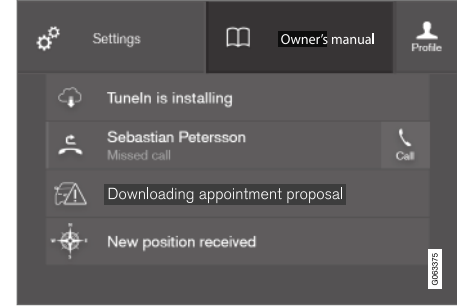 Settings
Owner's manual
Profile
TuneIn is installing
Sebastian Petersson
Missed call
Call
Downloading appointment proposal
New position received
G063375